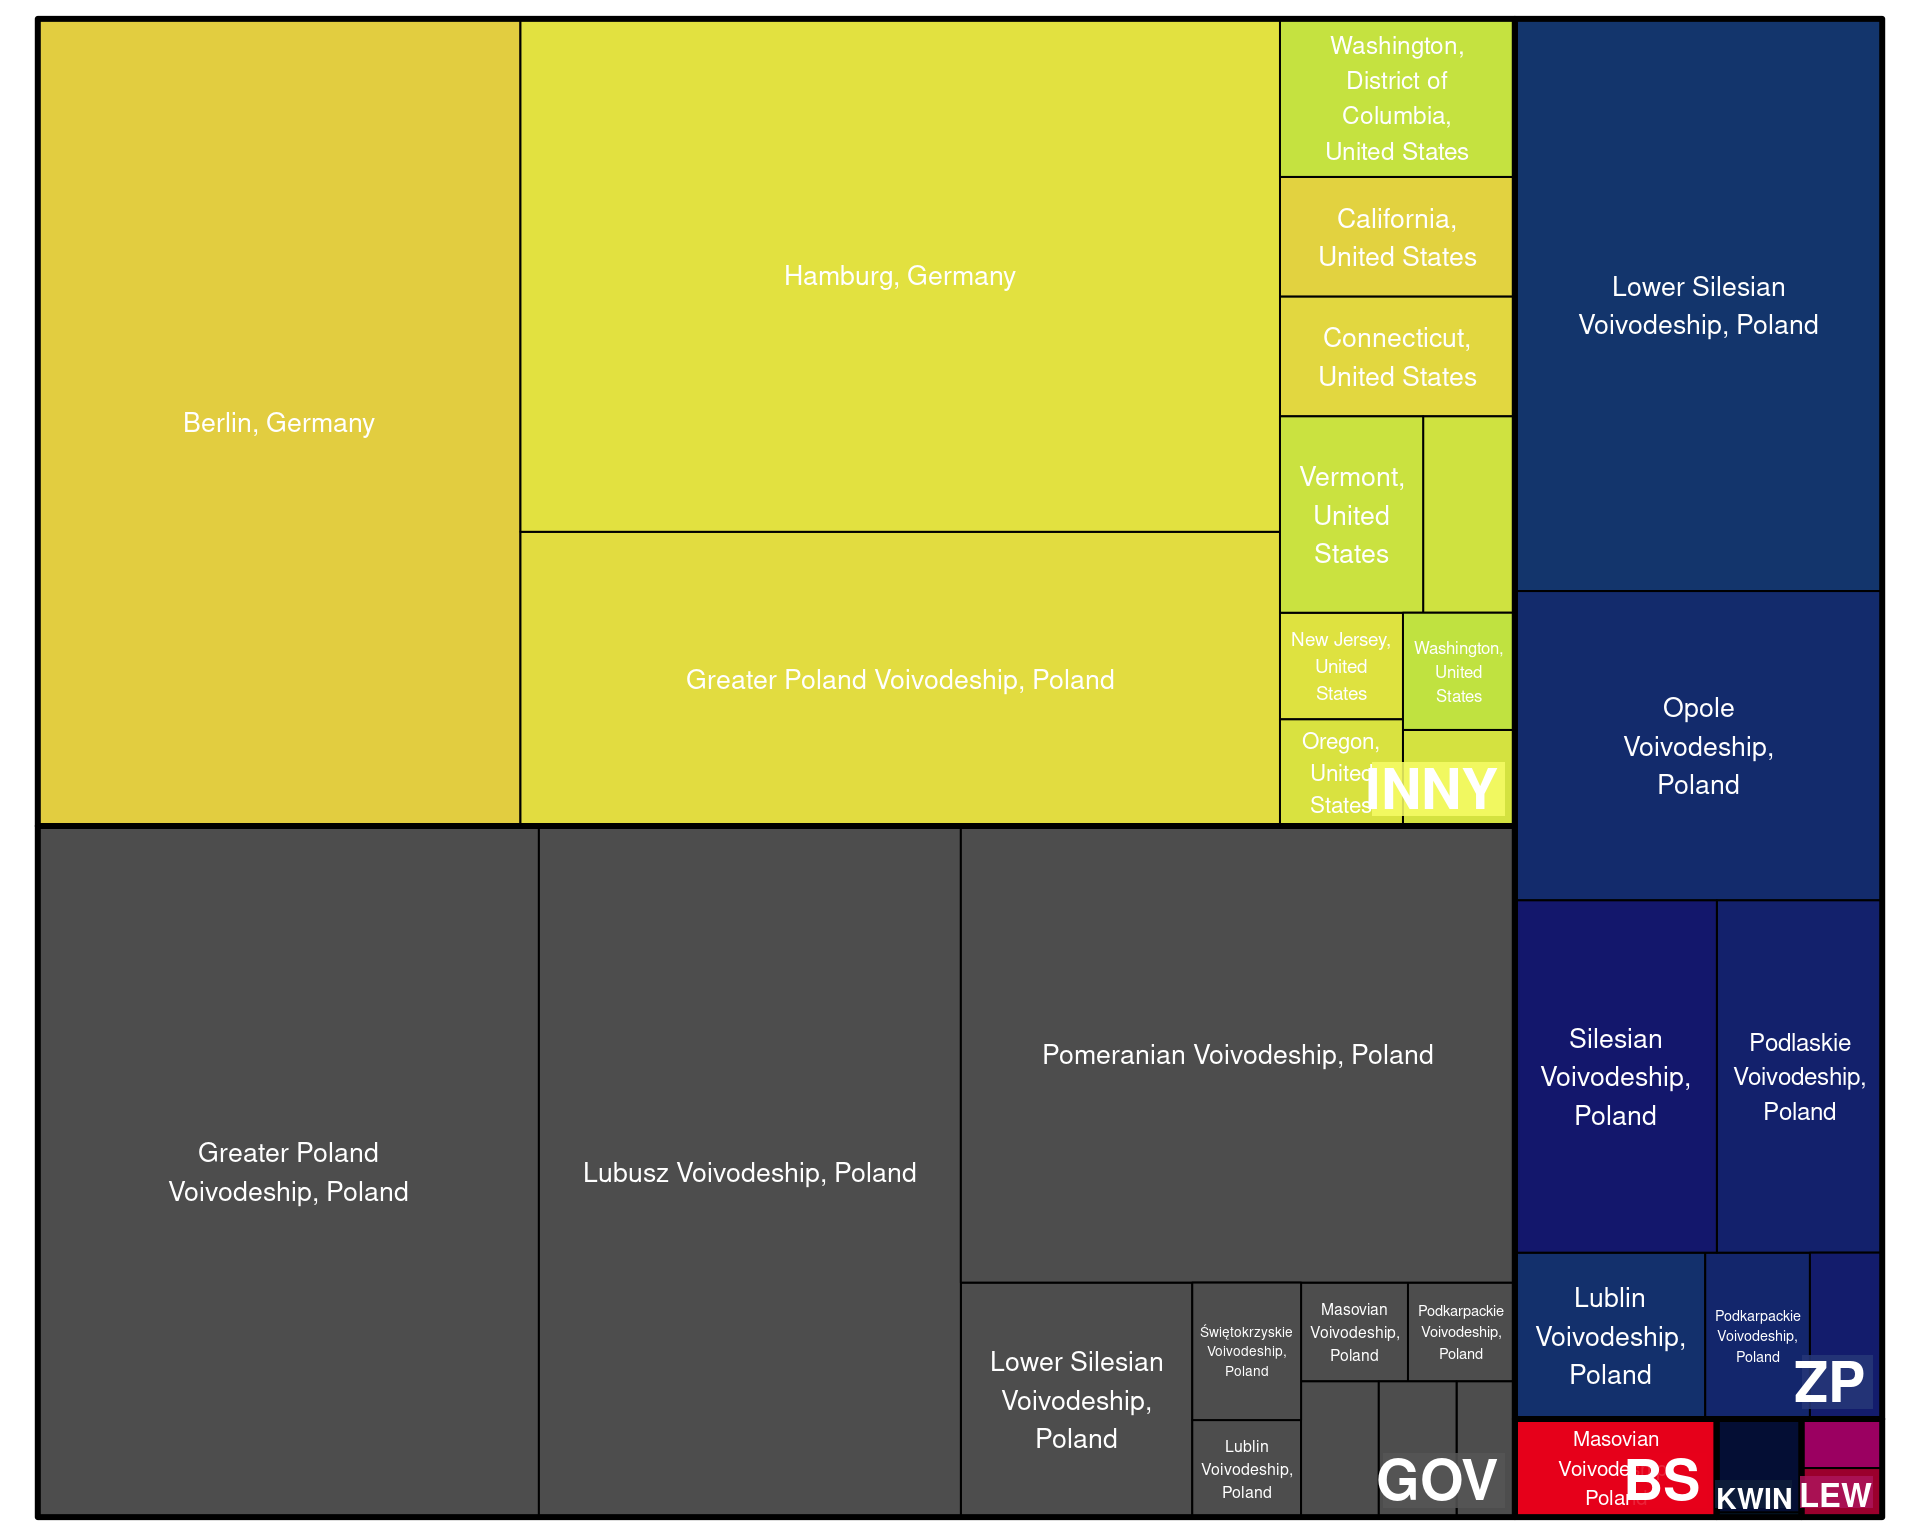 Berlin, Germany
Hamburg, Germany
Greater Poland Voivodeship, Poland
Washington,
District of
Columbia,
United States
California,
United States
Connecticut,
United States
Vermont,
United
States
New Jersey,
United
States
Washington,
United
States
Oregon,
United
States
INNY
Greater Poland
Voivodeship, Poland
Lubusz Voivodeship, Poland
Pomeranian Voivodeship, Poland
Lower Silesian
Voivodeship,
Poland
Świętokrzyskie
Voivodeship,
Poland
Lublin
Voivodeship,
Poland
Masovian
Voivodeship,
Poland
Podkarpackie
Voivodeship,
Poland
GOV
Lower Silesian
Voivodeship, Poland
Opole
Voivodeship,
Poland
Silesian
Voivodeship,
Poland
Podlaskie
Voivodeship,
Poland
Lublin
Voivodeship,
Poland
Podkarpackie
Voivodeship,
Poland
ZP
Masovian
Voivodeship,
Poland
BS
KWIN
LEW